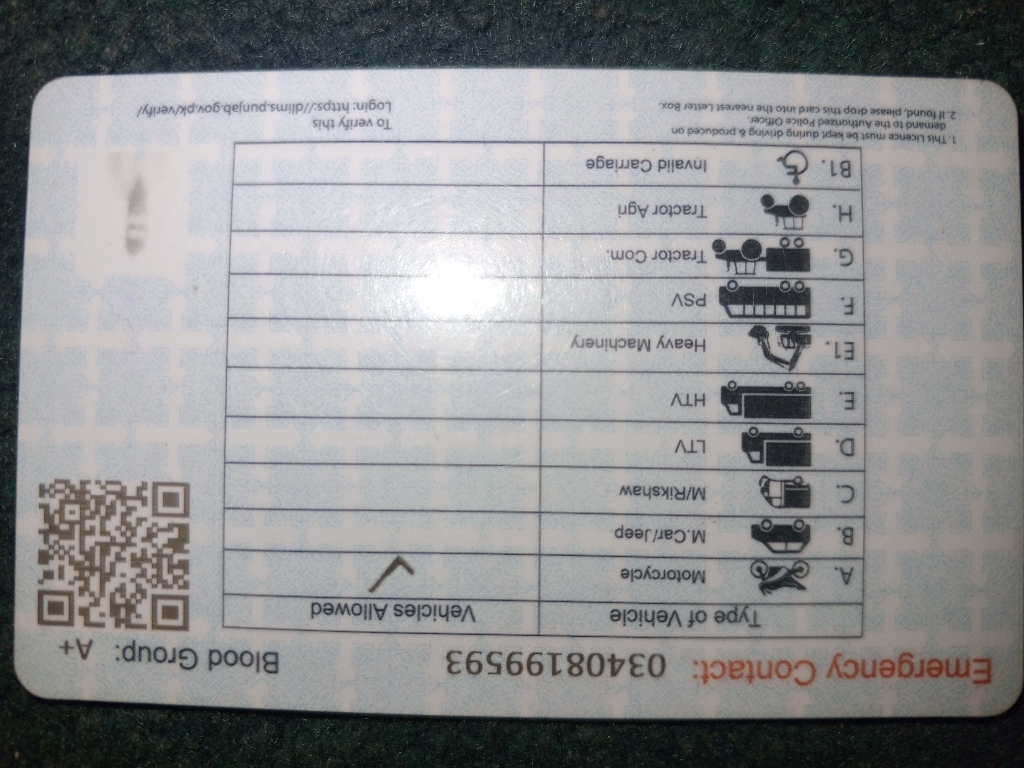 Emergency Contact: 03408199593 Blood Group: A+
Type of Vehicle Vehicles Allowed
A. Motorcycle ✓
B. M.Car/Jeep
C. M/Rikshaw
D. LTV
E. HTV
E1. Heavy Machinery
F. PSV
G. Tractor Com.
H. Tractor Agri
B1. Invalid Carriage
1. This Licence must be kept during driving & produced on
demand to the Authorized Police Officer.
2. If found, please drop this card into the nearest Letter Box.
To verify this
Login: https://dlims.punjab.gov.pk/verify/